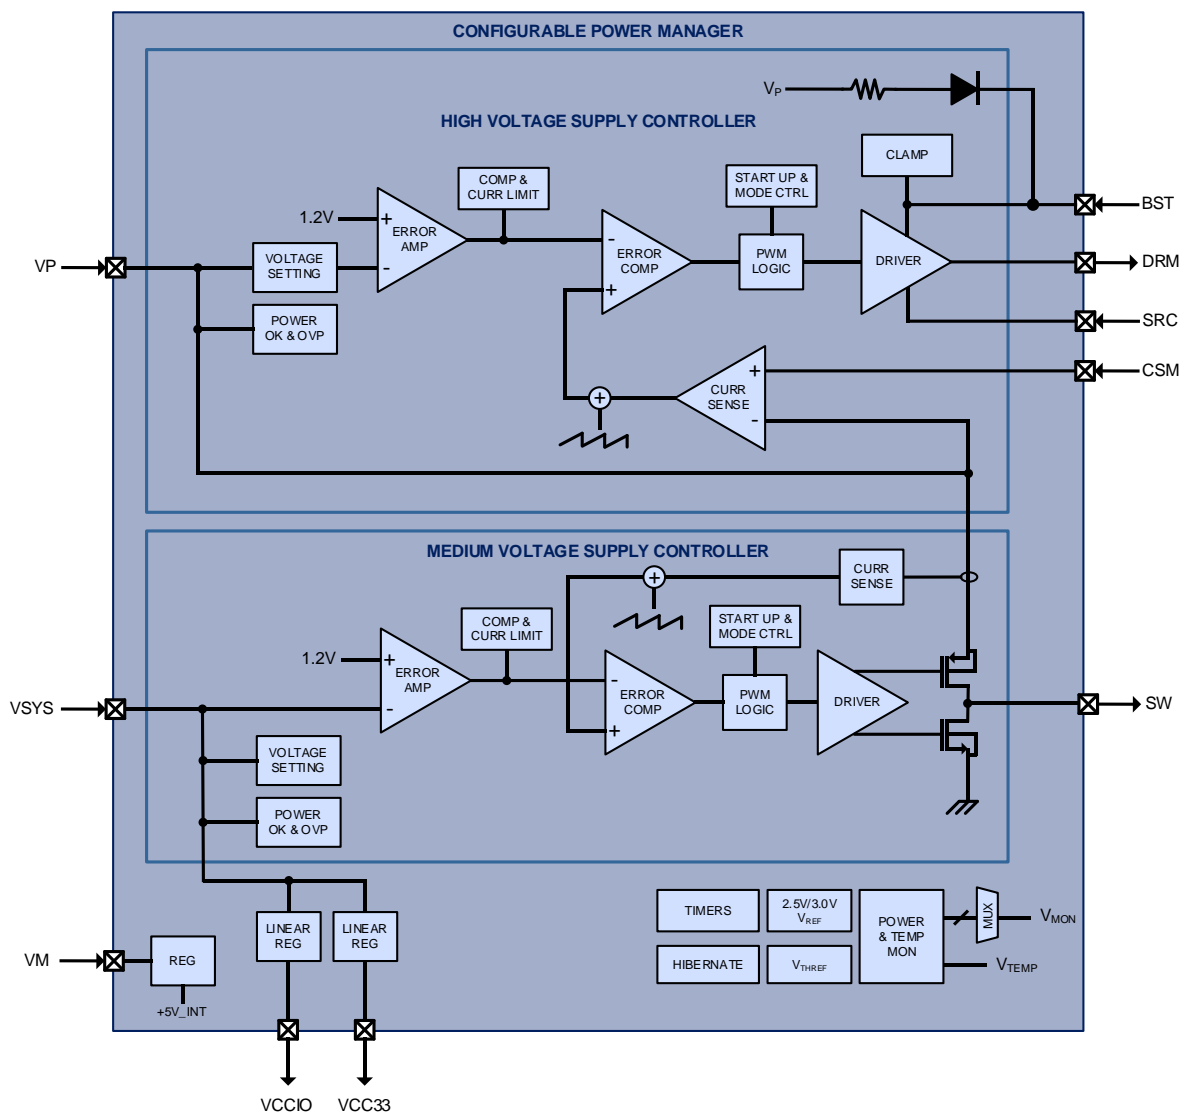 CONFIGURABLE POWER MANAGER
VP
HIGH VOLTAGE SUPPLY CONTROLLER
CLAMP
COMP &
CURR LIMIT
START UP &
MODE CTRL
1.2V
+
ERROR
AMP
-
-
ERROR
COMP
+
PWM
LOGIC
DRIVER
BST
DRM
SRC
CSM
VP
VOLTAGE
SETTING
POWER
OK & OVP
+
CURR
SENSE
-
+
MEDIUM VOLTAGE SUPPLY CONTROLLER
CURR
SENSE
+
COMP &
CURR LIMIT
START UP &
MODE CTRL
1.2V
+
ERROR
AMP
-
-
ERROR
COMP
+
PWM
LOGIC
DRIVER
VSYS
SW
VOLTAGE
SETTING
POWER
OK & OVP
LINEAR
REG
LINEAR
REG
VM
REG
+5V_INT
TIMERS
2.5V/3.0V
VREF
POWER
& TEMP
MON
MUX
VMON
HIBERNATE
VTHREF
VTEMP
VCCIO
VCC33